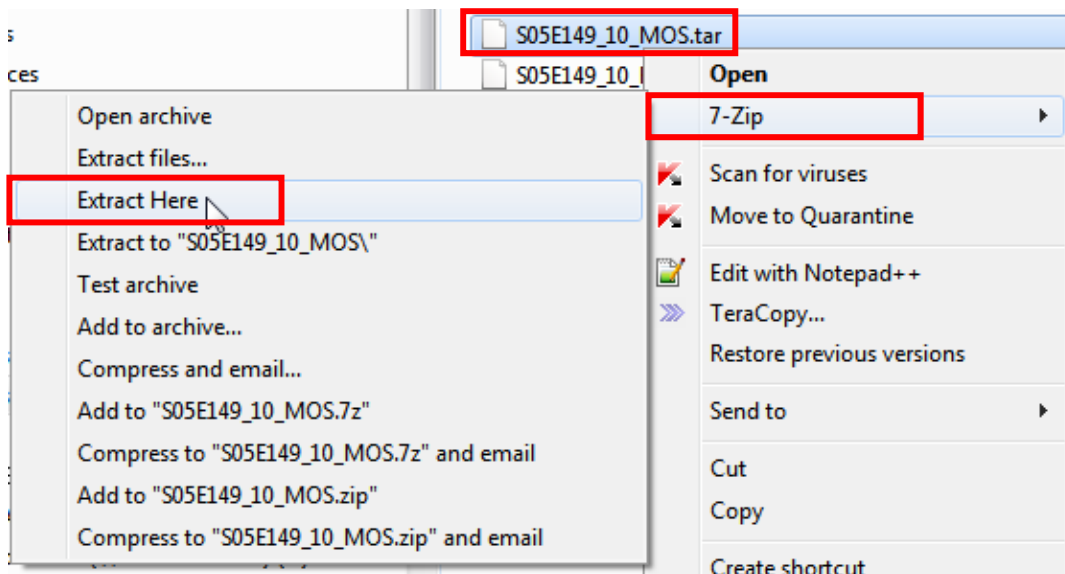 S05E149_10_MOS.tar
S05E149_10_
ces
Open archive
Extract files...
Extract Here
Extract to "S05E149_10_MOS\"
Test archive
Add to archive...
Compress and email...
Add to "S05E149_10_MOS.7z"
Compress to "S05E149_10_MOS.7z" and email
Add to "S05E149_10_MOS.zip"
Compress to "S05E149_10_MOS.zip" and email
Open
7-Zip
Scan for viruses
Move to Quarantine
Edit with Notepad++
TeraCopy...
Restore previous versions
Send to
Cut
Copy
Create shortcut